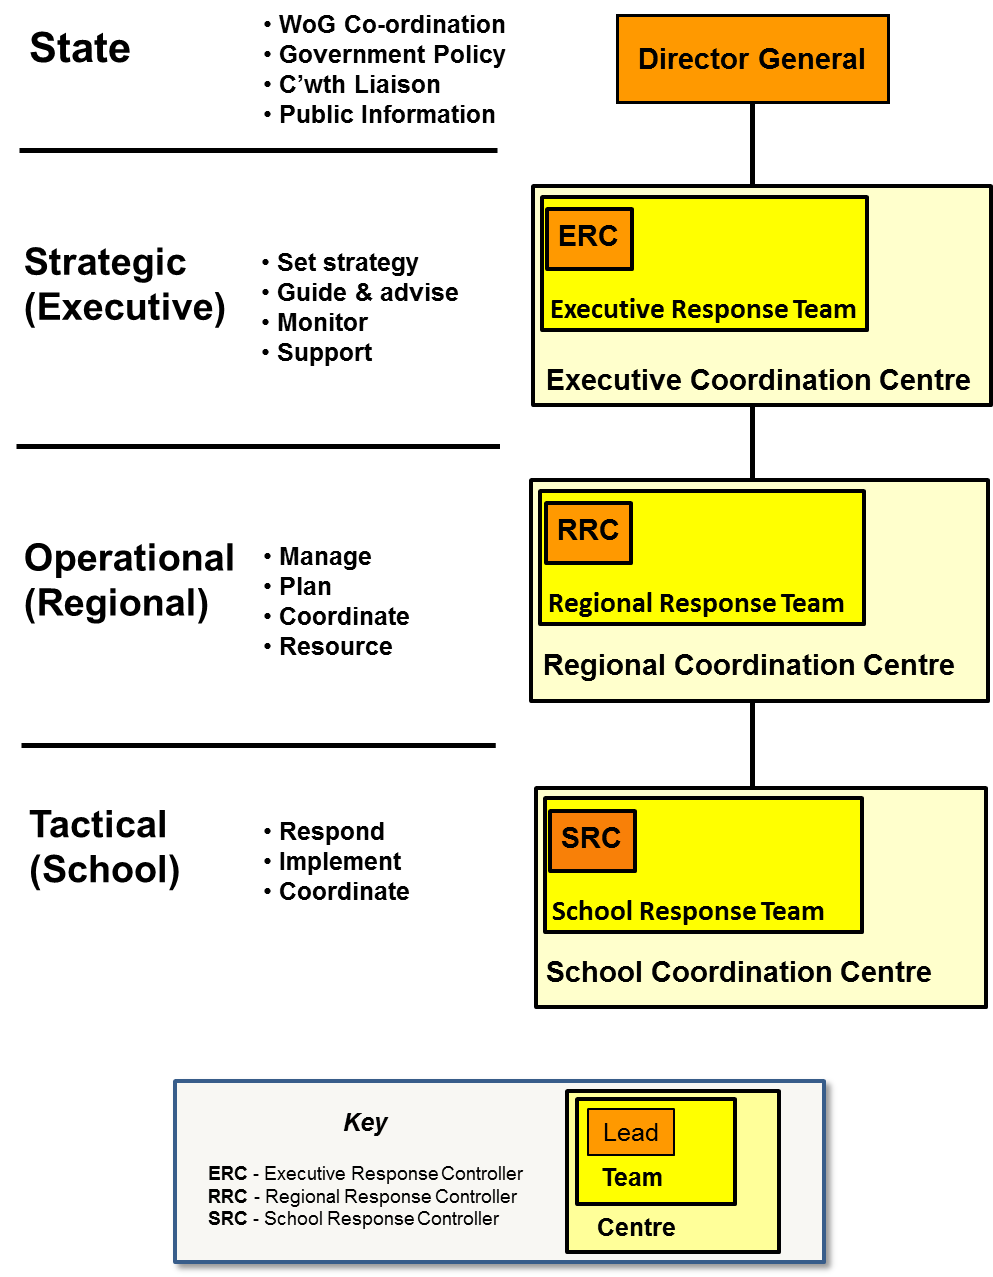 State
• WoG Co-ordination
• Government Policy
• C'wth Liaison
• Public Information
Director General
Strategic
(Executive)
• Set strategy
• Guide & advise
• Monitor
• Support
ERC
Executive Response Team
Executive Coordination Centre
Operational
(Regional)
• Manage
• Plan
• Coordinate
• Resource
RRC
Regional Response Team
Regional Coordination Centre
Tactical
(School)
• Respond
• Implement
• Coordinate
SRC
School Response Team
School Coordination Centre
Key
ERC - Executive Response Controller
RRC - Regional Response Controller
SRC - School Response Controller
Lead
Team
Centre